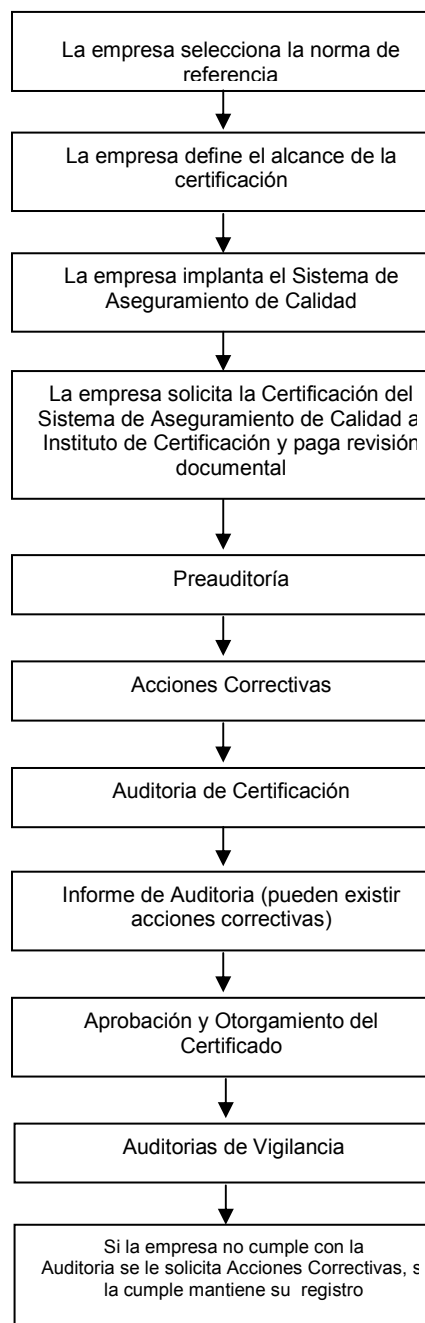 La empresa selecciona la norma de
referencia
La empresa define el alcance de la
certificación
La empresa implanta el Sistema de
Aseguramiento de Calidad
La empresa solicita la Certificación del
Sistema de Aseguramiento de Calidad a
Instituto de Certificación y paga revisión
documental
Preauditoría
Acciones Correctivas
Auditoria de Certificación
Informe de Auditoria (pueden existir
acciones correctivas)
Aprobación y Otorgamiento del
Certificado
Auditorias de Vigilancia
Si la empresa no cumple con la
Auditoria se le solicita Acciones Correctivas, s
la cumple mantiene su registro